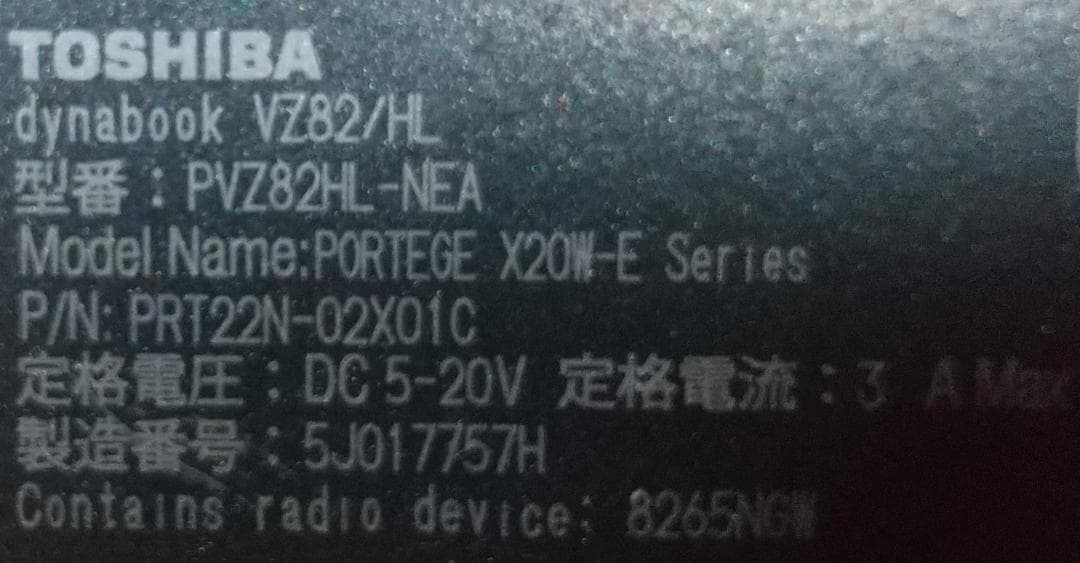 TOSHIBA
dynabook VZ82/HL
型番：PVZ82HL-NEA
Model Name:PORTEGE X20W-E Series
P/N: PRT22N-02X01C
定格電圧：DC 5-20V 定格電流：3 A Max
製造番号：5J017757H
Contains radio device: 8265NGW